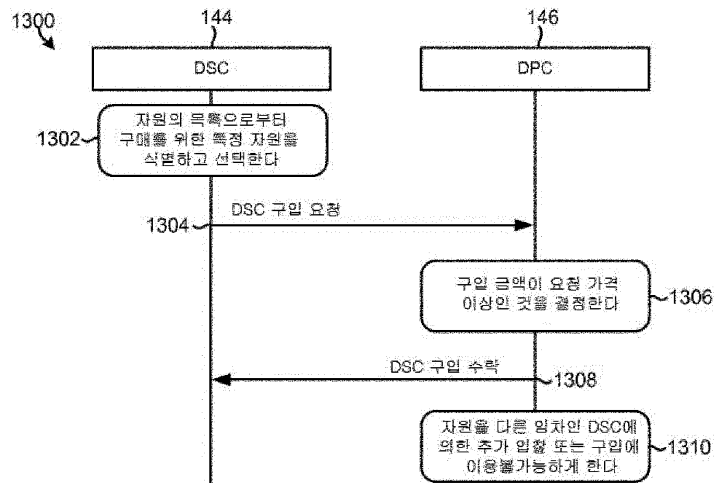 1300
144
146
DSC
DPC
1302
자원의 목록으로부터
구매를 위한 특정 자원을
식별하고 선택한다
1304
DSC 구입 요청
구입 금액이 요청 가격
이상인 것을 결정한다
1306
DSC 구입 수락
1308
자원을 다른 임차인 DSC에
의한 추가 입찰 또는 구입에
이용불가능하게 한다
1310